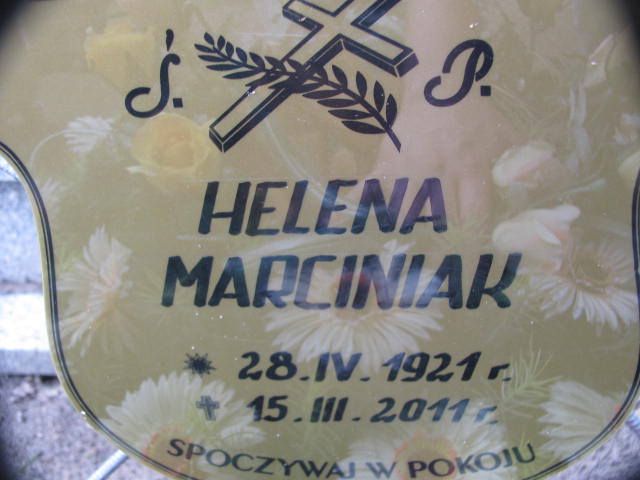 Ś. P.
HELENA
MARCINIAK
28.IV.1921 r.
15.III.2011 r.
SPOCZYWAJ W POKOJU